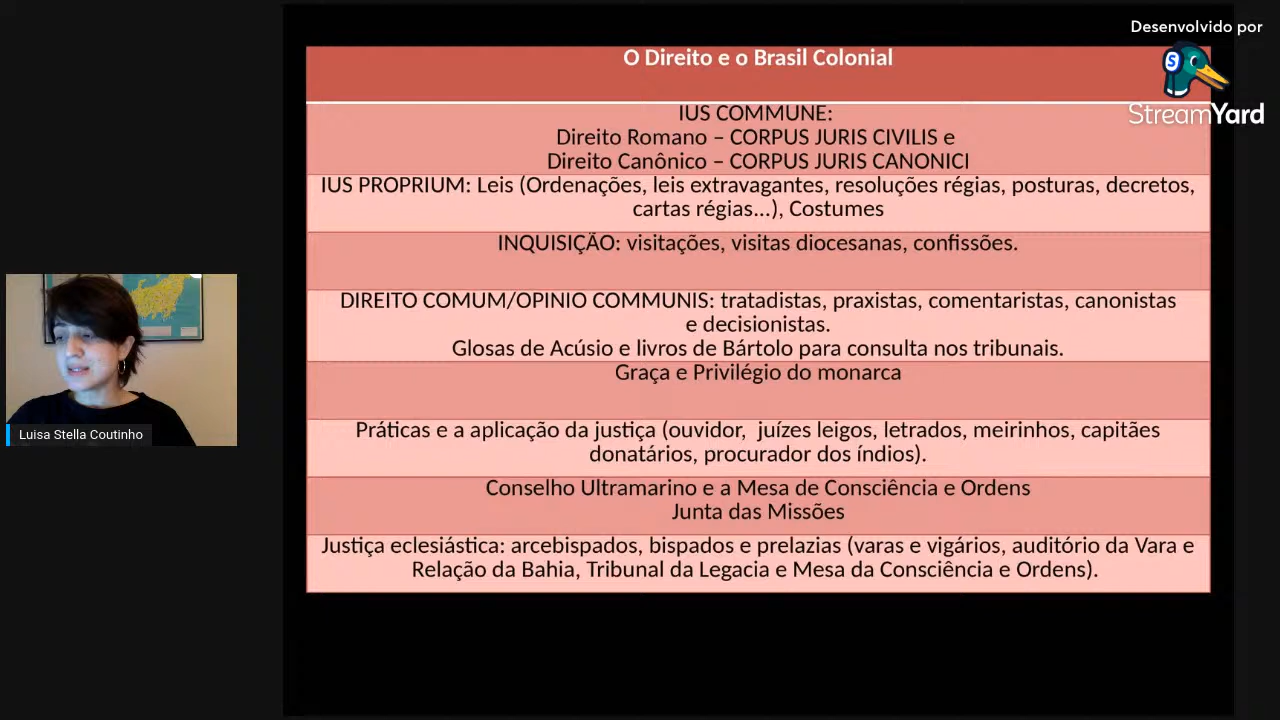 Desenvolvido por
StreamYard
O Direito e o Brasil Colonial
IUS COMMUNE:
Direito Romano – CORPUS JURIS CIVILIS e
Direito Canônico – CORPUS JURIS CANONICI
IUS PROPRIUM: Leis (Ordenações, leis extravagantes, resoluções régias, posturas, decretos,
cartas régias...), Costumes
INQUISIÇÃO: visitações, visitas diocesanas, confissões.
DIREITO COMUM/OPINIO COMMUNIS: tratadistas, praxistas, comentaristas, canonistas
e decisionistas.
Glosas de Acúsio e livros de Bártolo para consulta nos tribunais.
Graça e Privilégio do monarca
Práticas e a aplicação da justiça (ouvidor, juízes leigos, letrados, meirinhos, capitães
donatários, procurador dos índios).
Conselho Ultramarino e a Mesa de Consciência e Ordens
Junta das Missões
Justiça eclesiástica: arcebispados, bispados e prelazias (varas e vigários, auditório da Vara e
Relação da Bahia, Tribunal da Legacia e Mesa da Consciência e Ordens).
Luisa Stella Coutinho